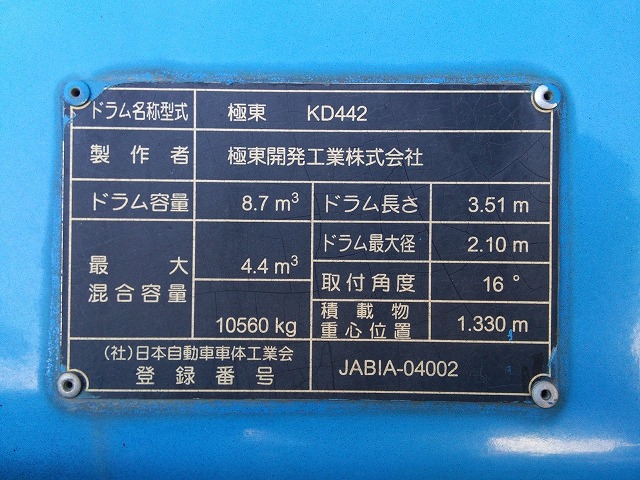 ドラム名称型式 極東 KD442
製作者 極東開発工業株式会社
ドラム容量 8.7 m³ ドラム長さ 3.51 m
ドラム最大径 2.10 m
最大 4.4 m³ 取付角度 16 °
混合容量 10560 kg 積載物 1.330 m
重心位置
(社)日本自動車車体工業会 JABIA-04002
登録番号